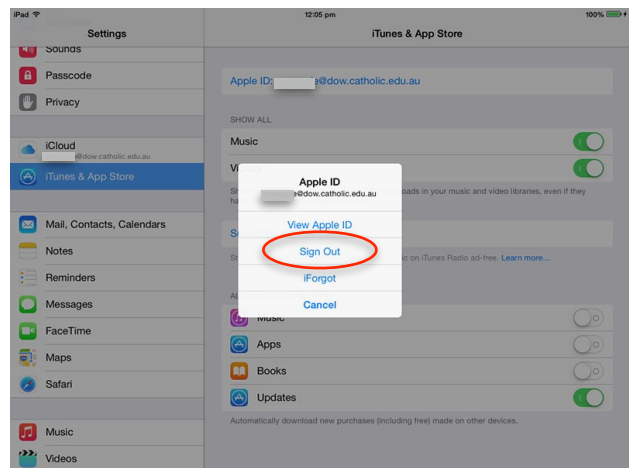 iPad 12:05 pm 100%
Settings
iTunes & App Store
Sounds
Passcode
Privacy
iCloud
@dow.catholic.edu.au
iTunes & App Store
Mail, Contacts, Calendars
Notes
Reminders
Messages
FaceTime
Maps
Safari
Music
Videos
Apple ID: e@dow.catholic.edu.au
SHOW ALL
Music
in your music and video libraries, even if they
on iTunes Radio ad-free. Learn more...
Apple ID
@dow.catholic.edu.au
View Apple ID
Sign Out
iForgot
Cancel
Music
Apps
Books
Updates
Automatically download new purchases (including free) made on other devices.